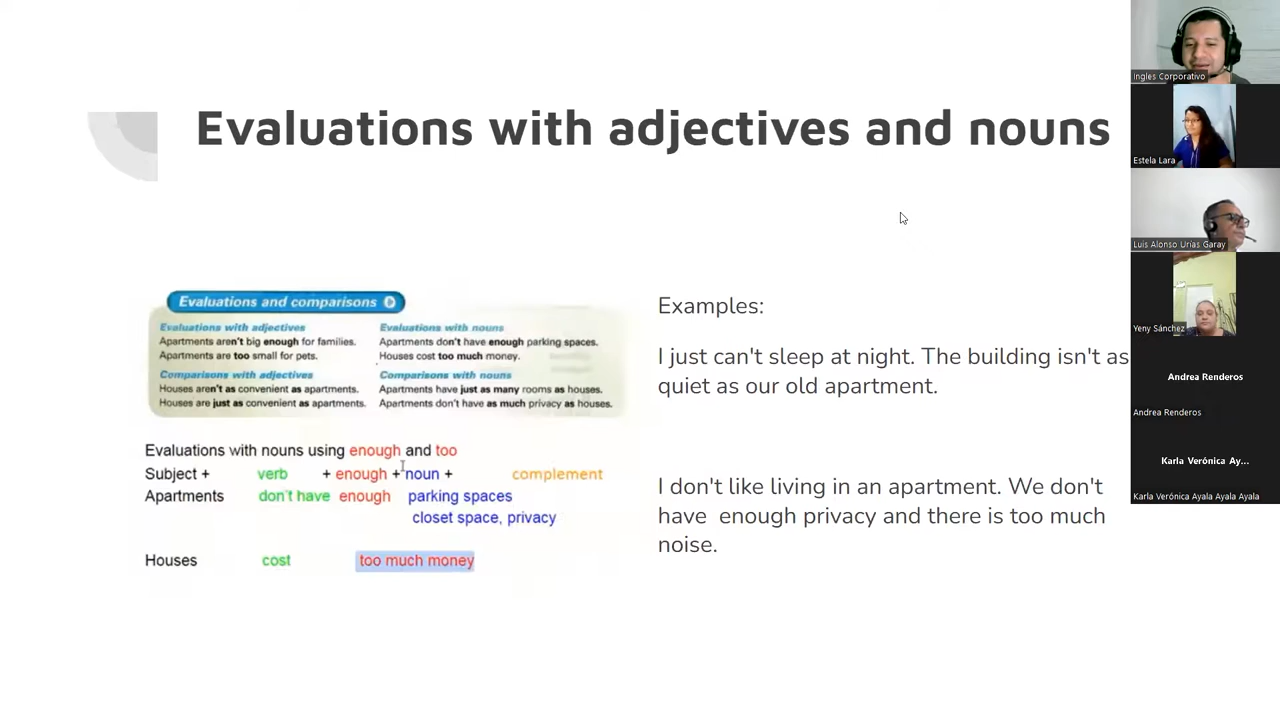 Evaluations with adjectives and nouns
Evaluations and comparisons
Evaluations with adjectives
Apartments aren't big enough for families.
Apartments are too small for pets.
Comparisons with adjectives
Houses aren't as convenient as apartments.
Houses are just as convenient as apartments.
Evaluations with nouns
Apartments don't have enough parking spaces.
Houses cost too much money.
Comparisons with nouns
Apartments have just as many rooms as houses.
Apartments don't have as much privacy as houses.
Evaluations with nouns using enough and too
Subject + verb + enough + noun + complement
Apartments don't have enough parking spaces
closet space, privacy
Houses cost too much money
Examples:
I just can't sleep at night. The building isn't as
quiet as our old apartment.
I don't like living in an apartment. We don't
have enough privacy and there is too much
noise.
Ingles Corporativo
Estela Lara
Luis Alonso Urías Garay
Yeny Sánchez
Andrea Renderos
Andrea Renderos
Karla Verónica Ay...
Karla Verónica Ayala Ayala Ayala